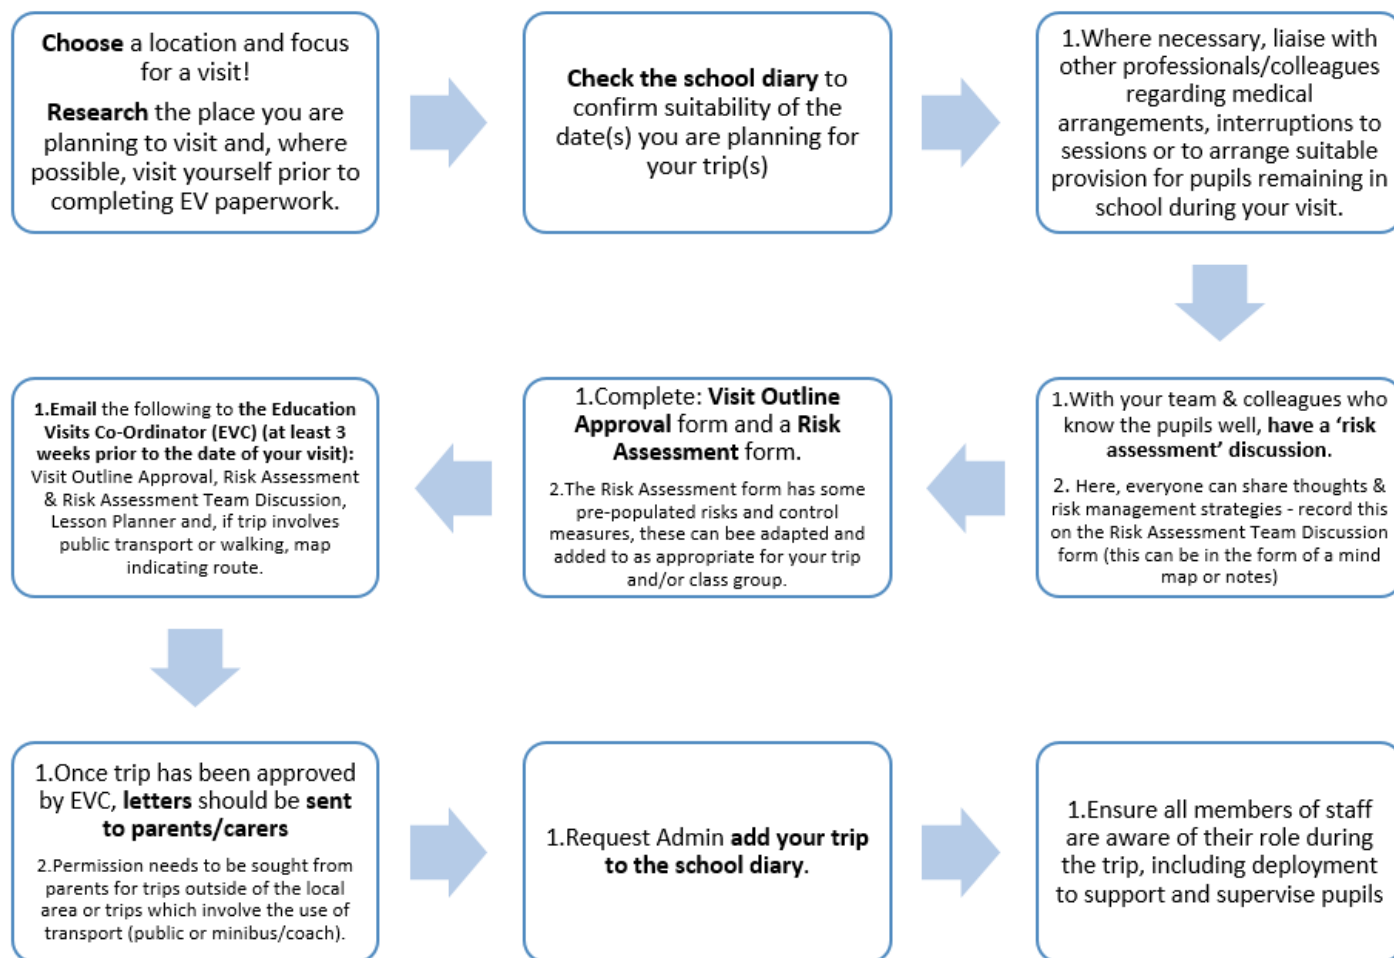 Choose a location and focus
for a visit!
Research the place you are
planning to visit and, where
possible, visit yourself prior to
completing EV paperwork.
Check the school diary to
confirm suitability of the
date(s) you are planning for
your trip(s)
1.Where necessary, liaise with
other professionals/colleagues
regarding medical
arrangements, interruptions to
sessions or to arrange suitable
provision for pupils remaining in
school during your visit.
1.With your team & colleagues who
know the pupils well, have a ‘risk
assessment’ discussion.
2. Here, everyone can share thoughts &
risk management strategies - record this
on the Risk Assessment Team Discussion
form (this can be in the form of a mind
map or notes)
1.Complete: Visit Outline
Approval form and a Risk
Assessment form.
2.The Risk Assessment form has some
pre-populated risks and control
measures, these can bee adapted and
added to as appropriate for your trip
and/or class group.
1.Email the following to the Education
Visits Co-Ordinator (EVC) (at least 3
weeks prior to the date of your visit):
Visit Outline Approval, Risk Assessment
& Risk Assessment Team Discussion,
Lesson Planner and, if trip involves
public transport or walking, map
indicating route.
1.Once trip has been approved
by EVC, letters should be sent
to parents/carers
2.Permission needs to be sought from
parents for trips outside of the local
area or trips which involve the use of
transport (public or minibus/coach).
1.Request Admin add your trip
to the school diary.
1.Ensure all members of staff
are aware of their role during
the trip, including deployment
to support and supervise pupils